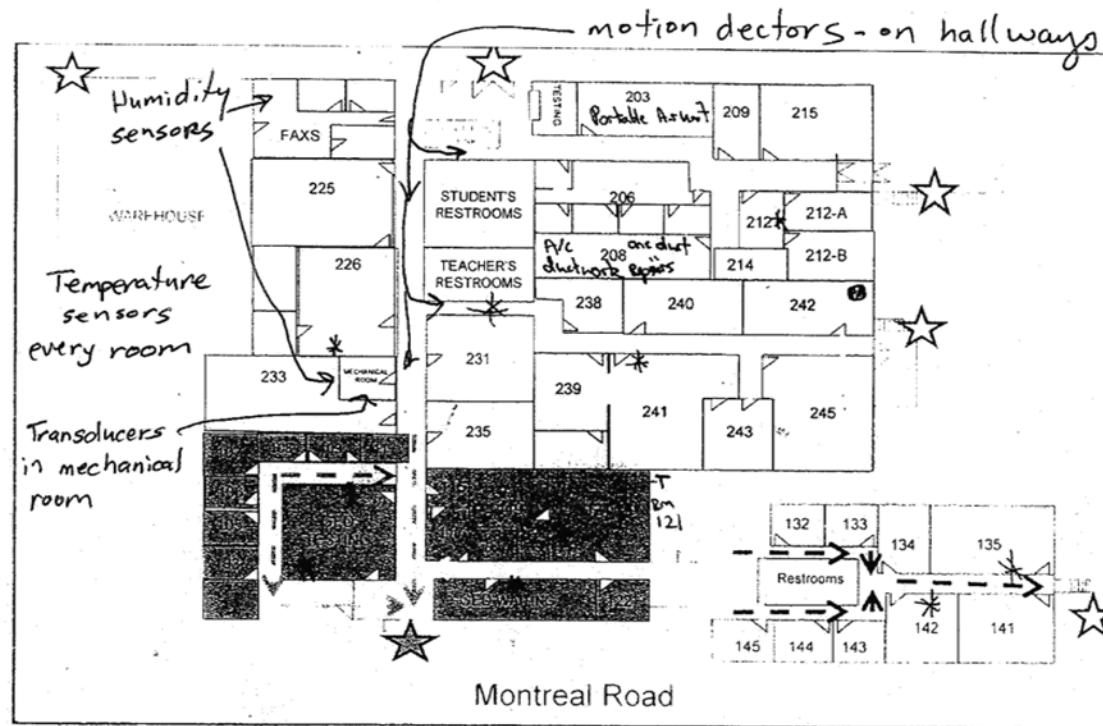 motion dectors - on hallways
Humidity
sensors
TESTING
203
Portable
209
215
FAXS
225
WAREHOUSE
STUDENT'S
RESTROOMS
206
212
212-A
212-B
A/c
208
one duct
ductwork Repairs
214
226
TEACHER'S
RESTROOMS
Temperature
sensors
every room
238
240
242
231
233
MECHANICAL
ROOM
239
241
243
245
235
Transducers
in mechanical
room
TESTING
Rm
121
132
133
134
135
Restrooms
145
144
143
142
141
Montreal Road